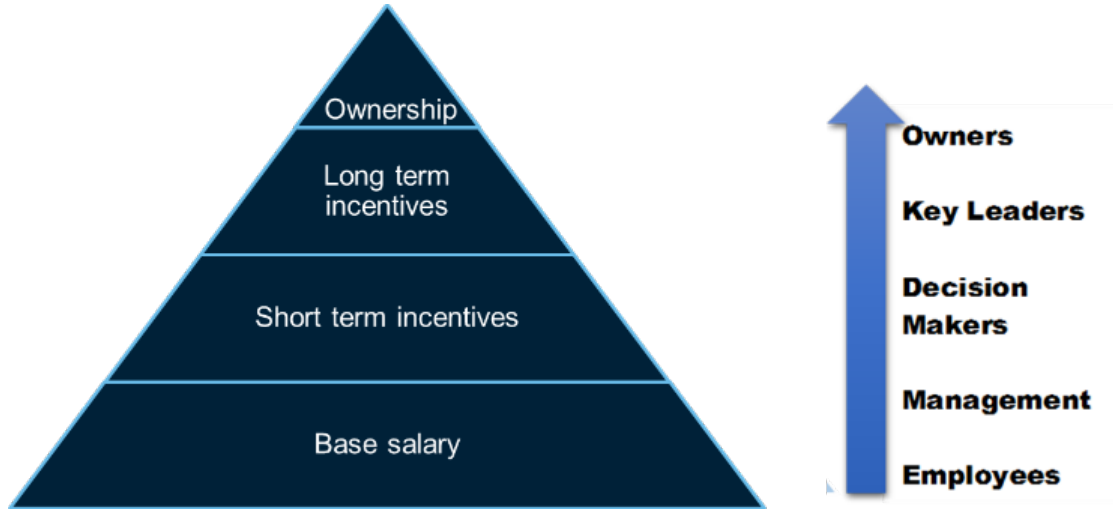 Ownership
Long term
incentives
Short term incentives
Base salary
Owners
Key Leaders
Decision
Makers
Management
Employees